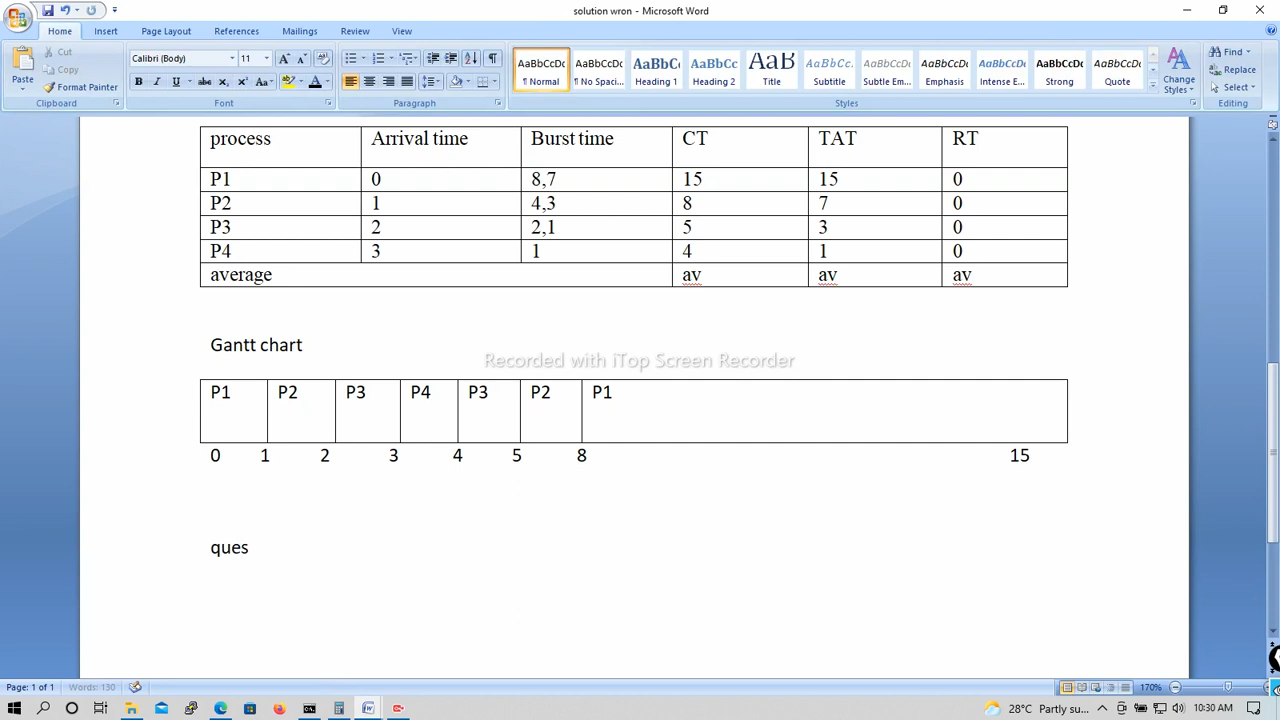 solution wron - Microsoft Word
Home Insert Page Layout References Mailings Review View
Cut
Copy
Format Painter
Paste
Clipboard
Calibri (Body) 11
Font
Paragraph
AaBbCcDc AaBbCcDc AaBbCc AaBbCc AaB AaBbCc. AaBbCcDc AaBbCcDc AaBbCcDc AaBbCcDc AaBbCcDc
¶ Normal ¶ No Spaci... Heading 1 Heading 2 Title Subtitle Subtle Em... Emphasis Intense E... Strong Quote
Change Styles
Styles
Find
Replace
Select
Editing
process Arrival time Burst time CT TAT RT
P1 0 8,7 15 15 0
P2 1 4,3 8 7 0
P3 2 2,1 5 3 0
P4 3 1 4 1 0
average av av av
Gantt chart
Recorded with iTop Screen Recorder
P1 P2 P3 P4 P3 P2 P1
0 1 2 3 4 5 8 15
ques
Page: 1 of 1 Words: 130 170%
28°C Partly su... 10:30 AM